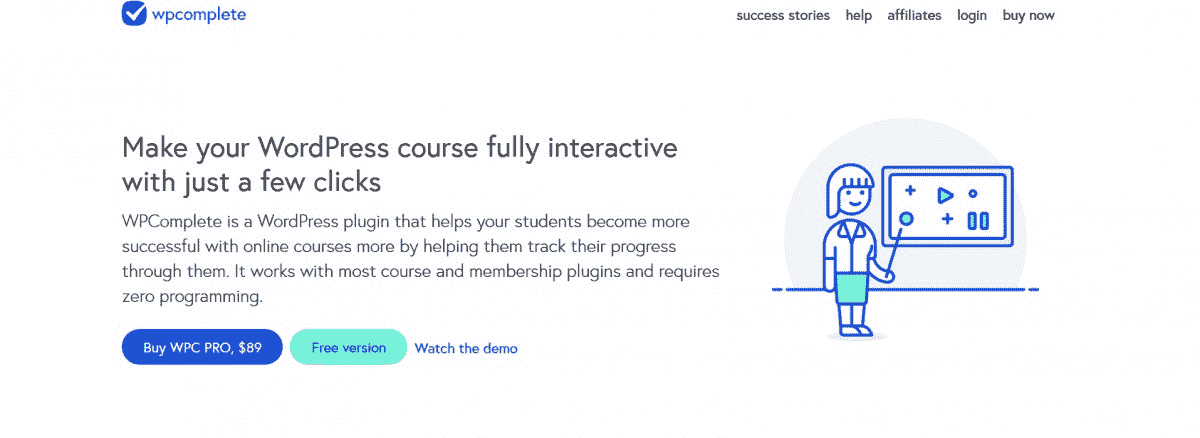 wpcomplete
success stories help affiliates login buy now
Make your WordPress course fully interactive
with just a few clicks
WPComplete is a WordPress plugin that helps your students become more
successful with online courses more by helping them track their progress
through them. It works with most course and membership plugins and requires
zero programming.
Buy WPC PRO, $89
Free version
Watch the demo